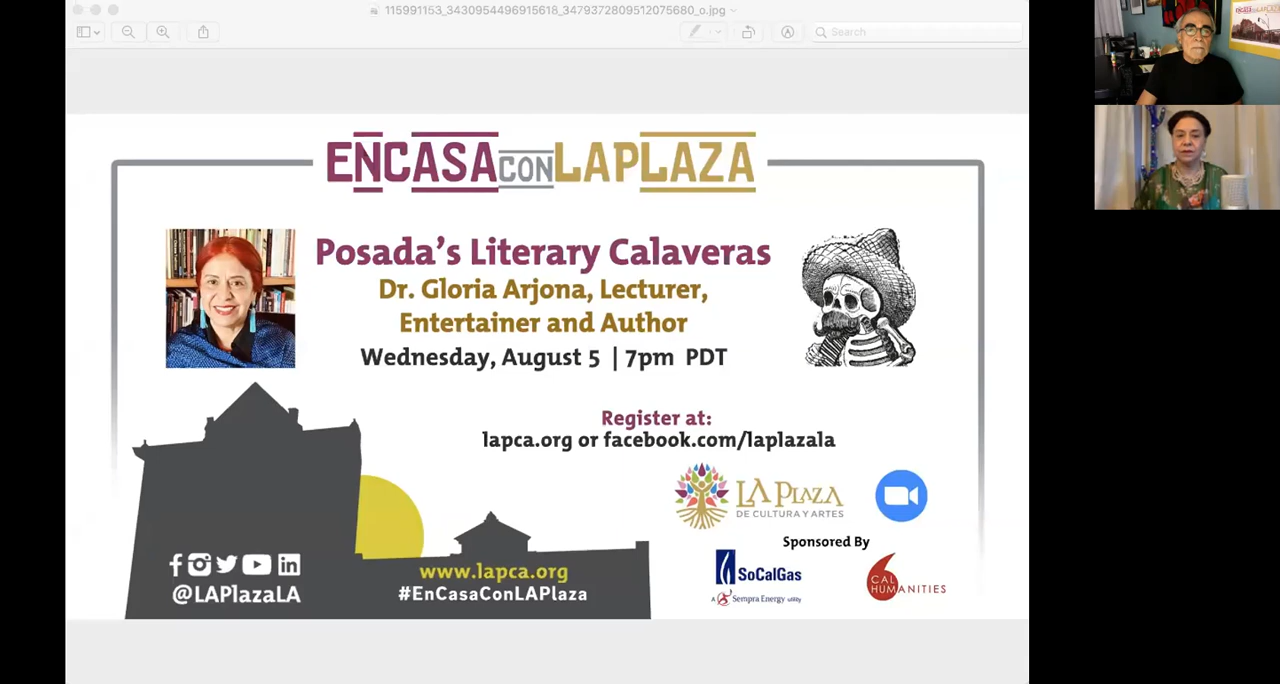 115991153_3430954496915618_3479372809512075680_o.jpg
Search
ENCASACONLAPLAZA
Posada's Literary Calaveras
Dr. Gloria Arjona, Lecturer,
Entertainer and Author
Wednesday, August 5 | 7pm PDT
Register at:
lapca.org or facebook.com/laplazala
LA PLAZA
DE CULTURA Y ARTES
Sponsored By
SoCalGas
A Sempra Energy utility
CAL
HUMANITIES
www.lapca.org
#EnCasaConLAPlaza
@LAPlazaLA